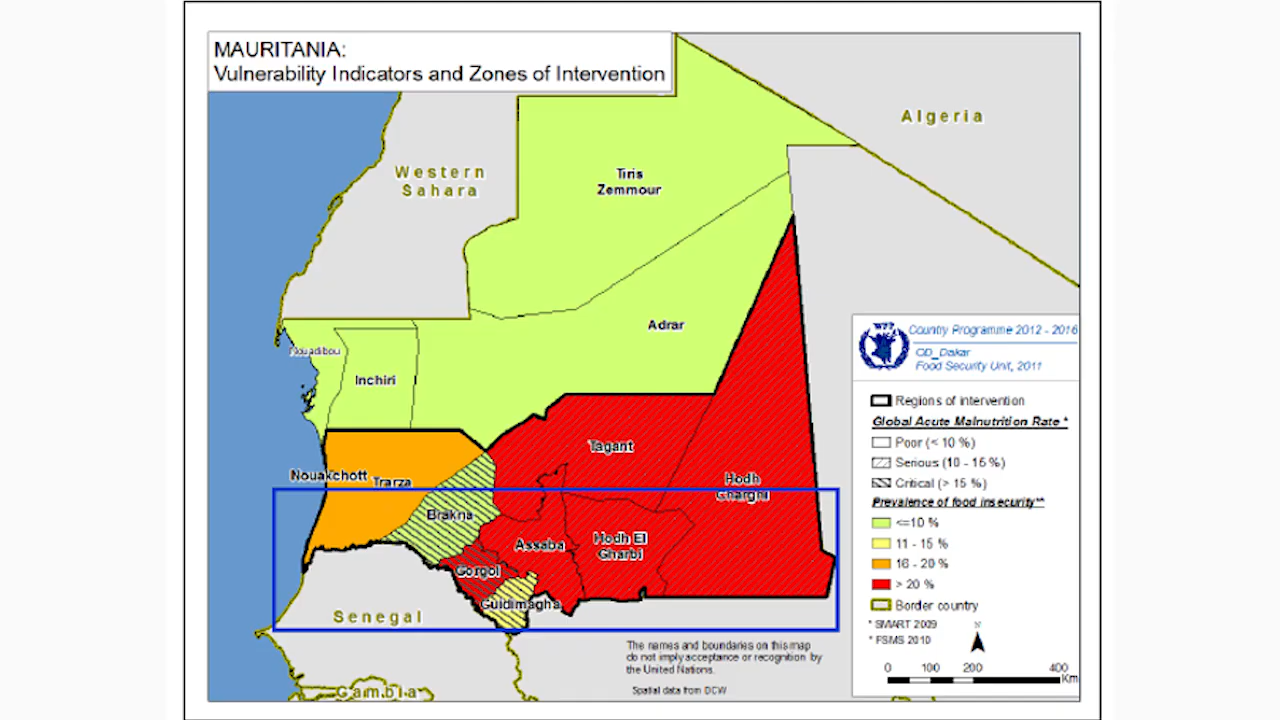 MAURITANIA:
Vulnerability Indicators and Zones of Intervention
Algeria
Western
Sahara
Tiris
Zemmour
Adrar
Nouadibou
Inchiri
Tagant
Nouakchott
Trarza
Hodh
Charghi
Brakna
Assaba
Hodh El
Gharbi
Gorgol
Guidimagha
Senegal
Gambia
WFP
Country Programme 2012 - 2016
OD_Dakar
Food Security Unit, 2011
Regions of intervention
Global Acute Malnutrition Rate *
Poor (< 10 %)
Serious (10 - 15 %)
Critical (> 15 %)
Prevalence of food insecurity**
<=10 %
11 - 15 %
16 - 20 %
> 20 %
Border country
* SMART 2009
* FSMS 2010
N
0 100 200 400
Km
The names and boundaries on this map
do not imply acceptance or recognition by
the United Nations.
Spatial data from DCW